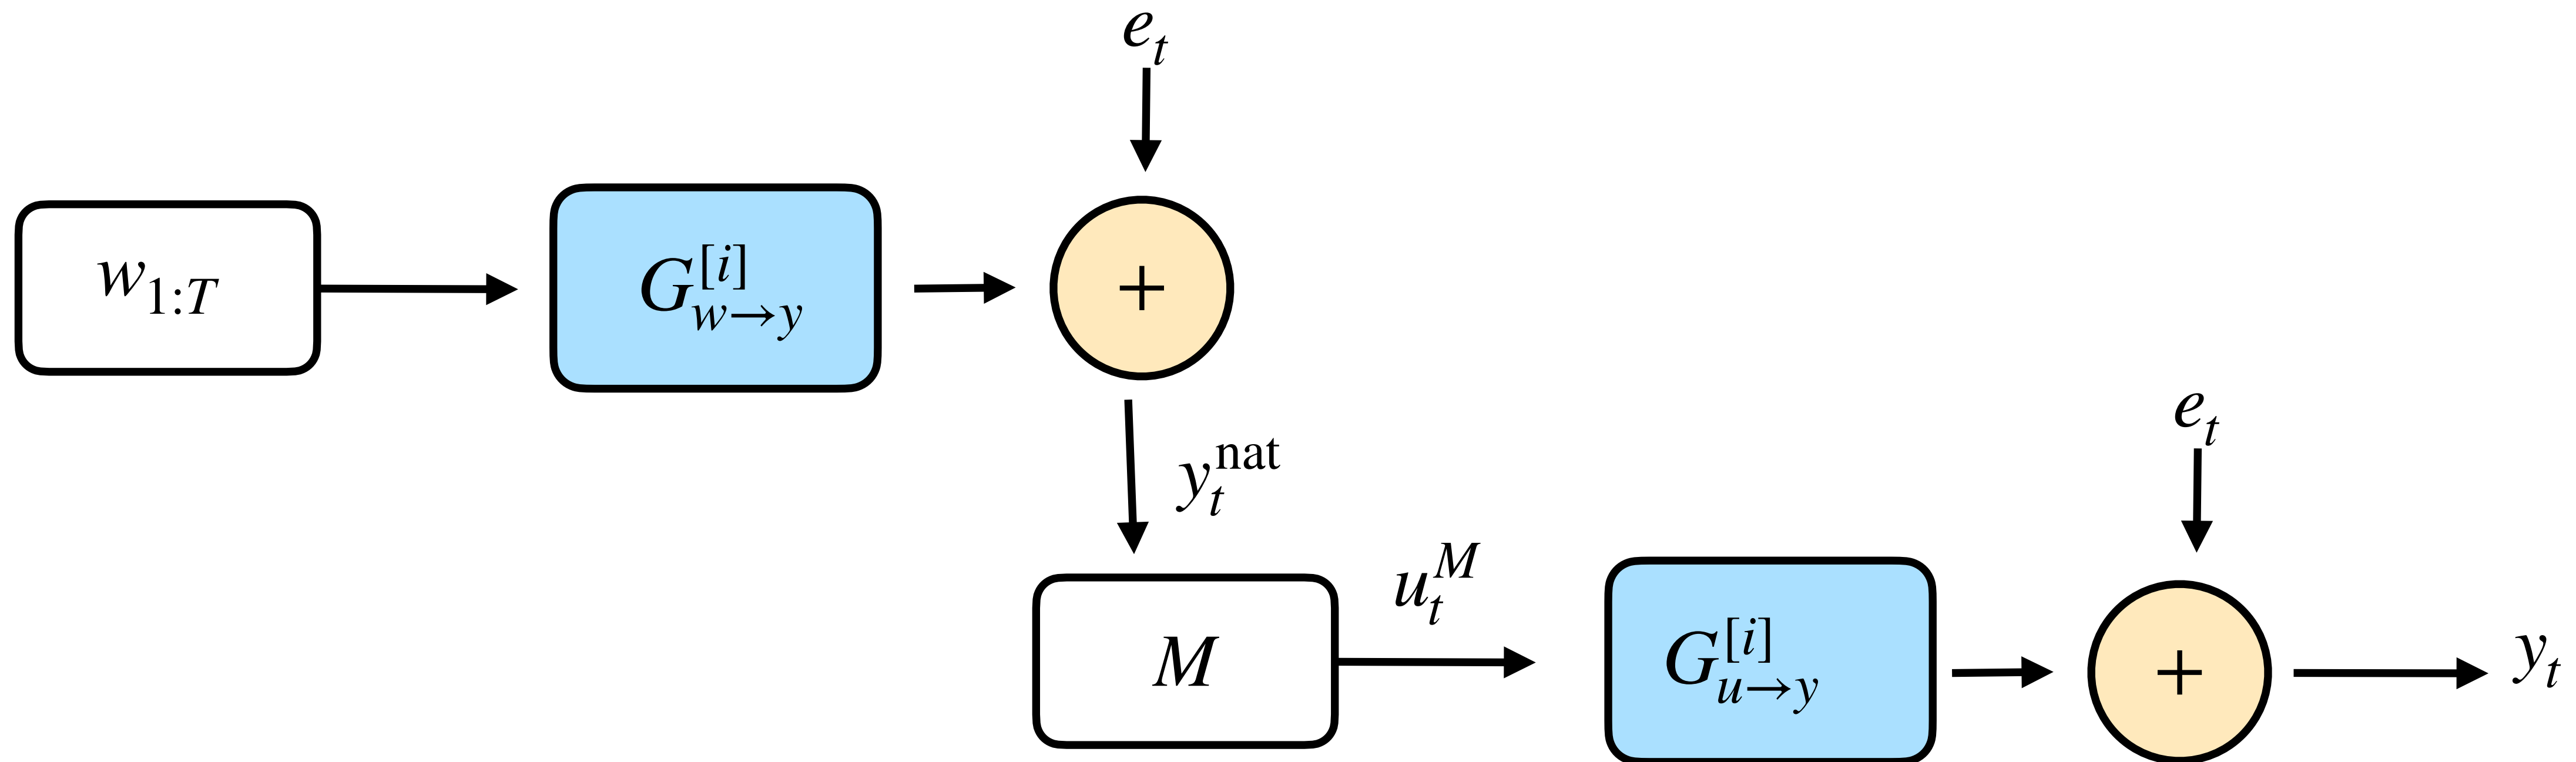 e_t
w_{1:T}
G^{[i]}_{w→y}
+
y_t^{nat}
e_t
u_t^M
M
G^{[i]}_{u→y}
+
y_t